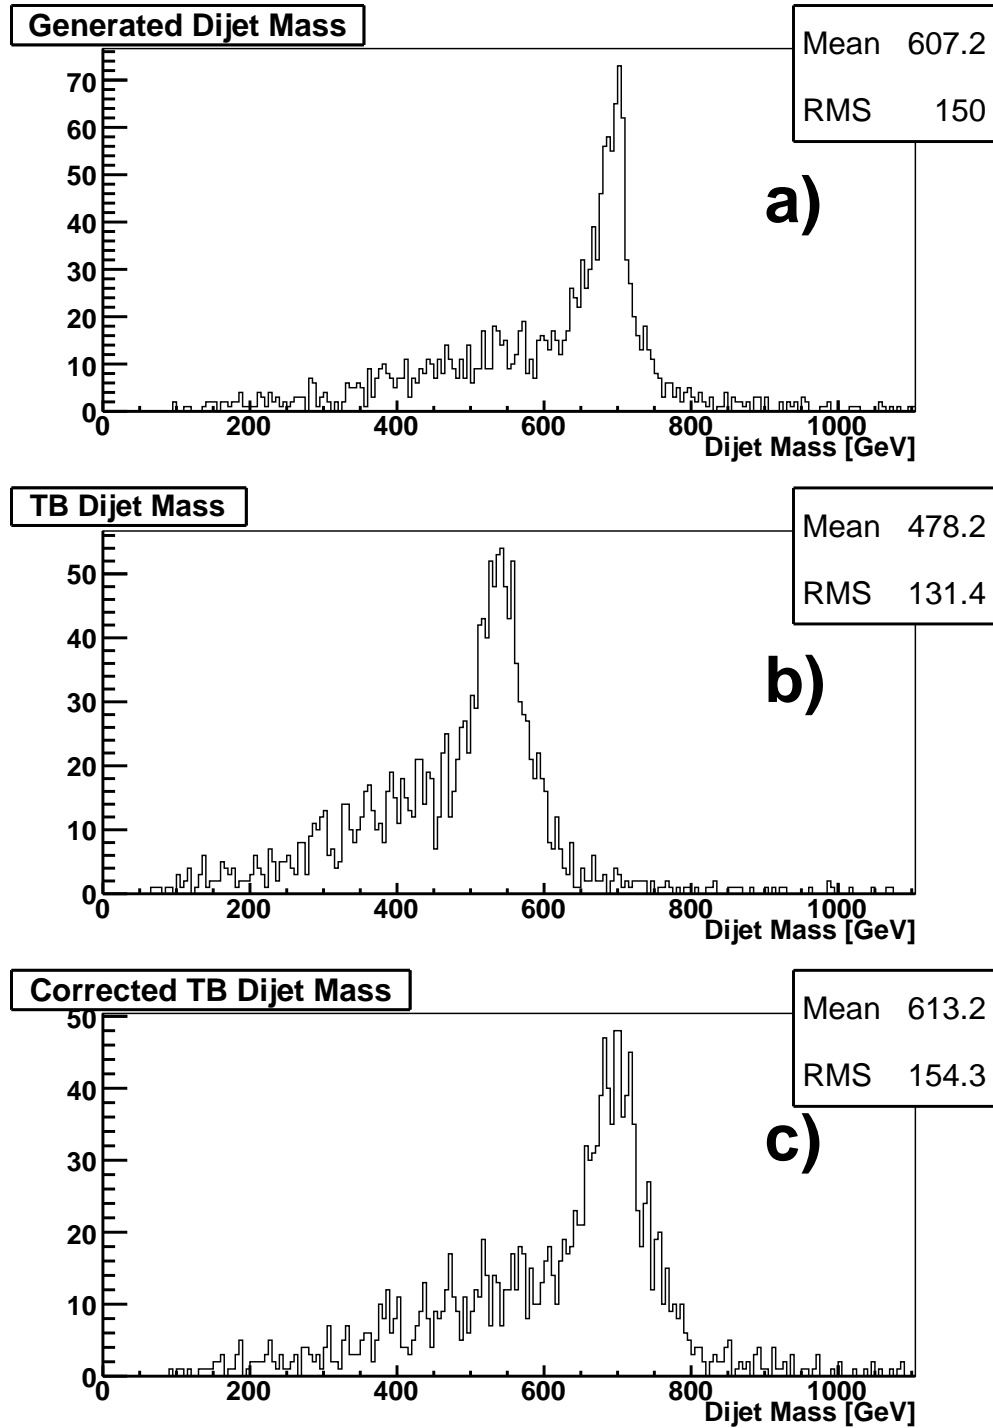 Generated Dijet Mass
Mean 607.2
RMS 150
a)
70
60
50
40
30
20
10
0
0 200 400 600 800 1000
Dijet Mass [GeV]
TB Dijet Mass
Mean 478.2
RMS 131.4
b)
50
40
30
20
10
0
0 200 400 600 800 1000
Dijet Mass [GeV]
Corrected TB Dijet Mass
Mean 613.2
RMS 154.3
c)
50
40
30
20
10
0
0 200 400 600 800 1000
Dijet Mass [GeV]